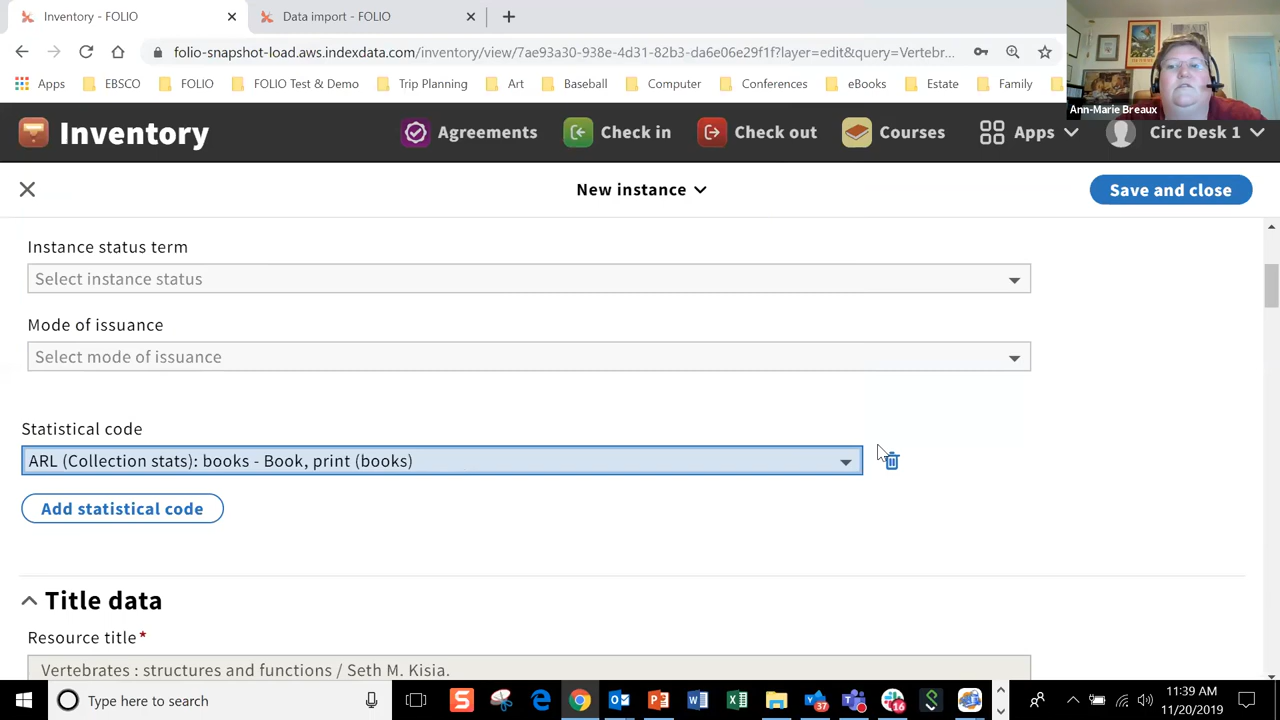 Inventory - FOLIO
Data import - FOLIO
folio-snapshot-load.aws.indexdata.com/inventory/view/7ae93a30-938e-4d31-82b3-da6e06e29f1f?layer=edit&query=Vertebr...
Apps EBSCO FOLIO FOLIO Test & Demo Trip Planning Art Baseball Computer Conferences eBooks Estate Family
Ann-Marie Breaux
Inventory Agreements Check in Check out Courses Apps Circ Desk 1
New instance
Save and close
Instance status term
Select instance status
Mode of issuance
Select mode of issuance
Statistical code
ARL (Collection stats): books - Book, print (books)
Add statistical code
Title data
Resource title*
Vertebrates : structures and functions / Seth M. Kisia.
Type here to search
37
16
11:39 AM
11/20/2019